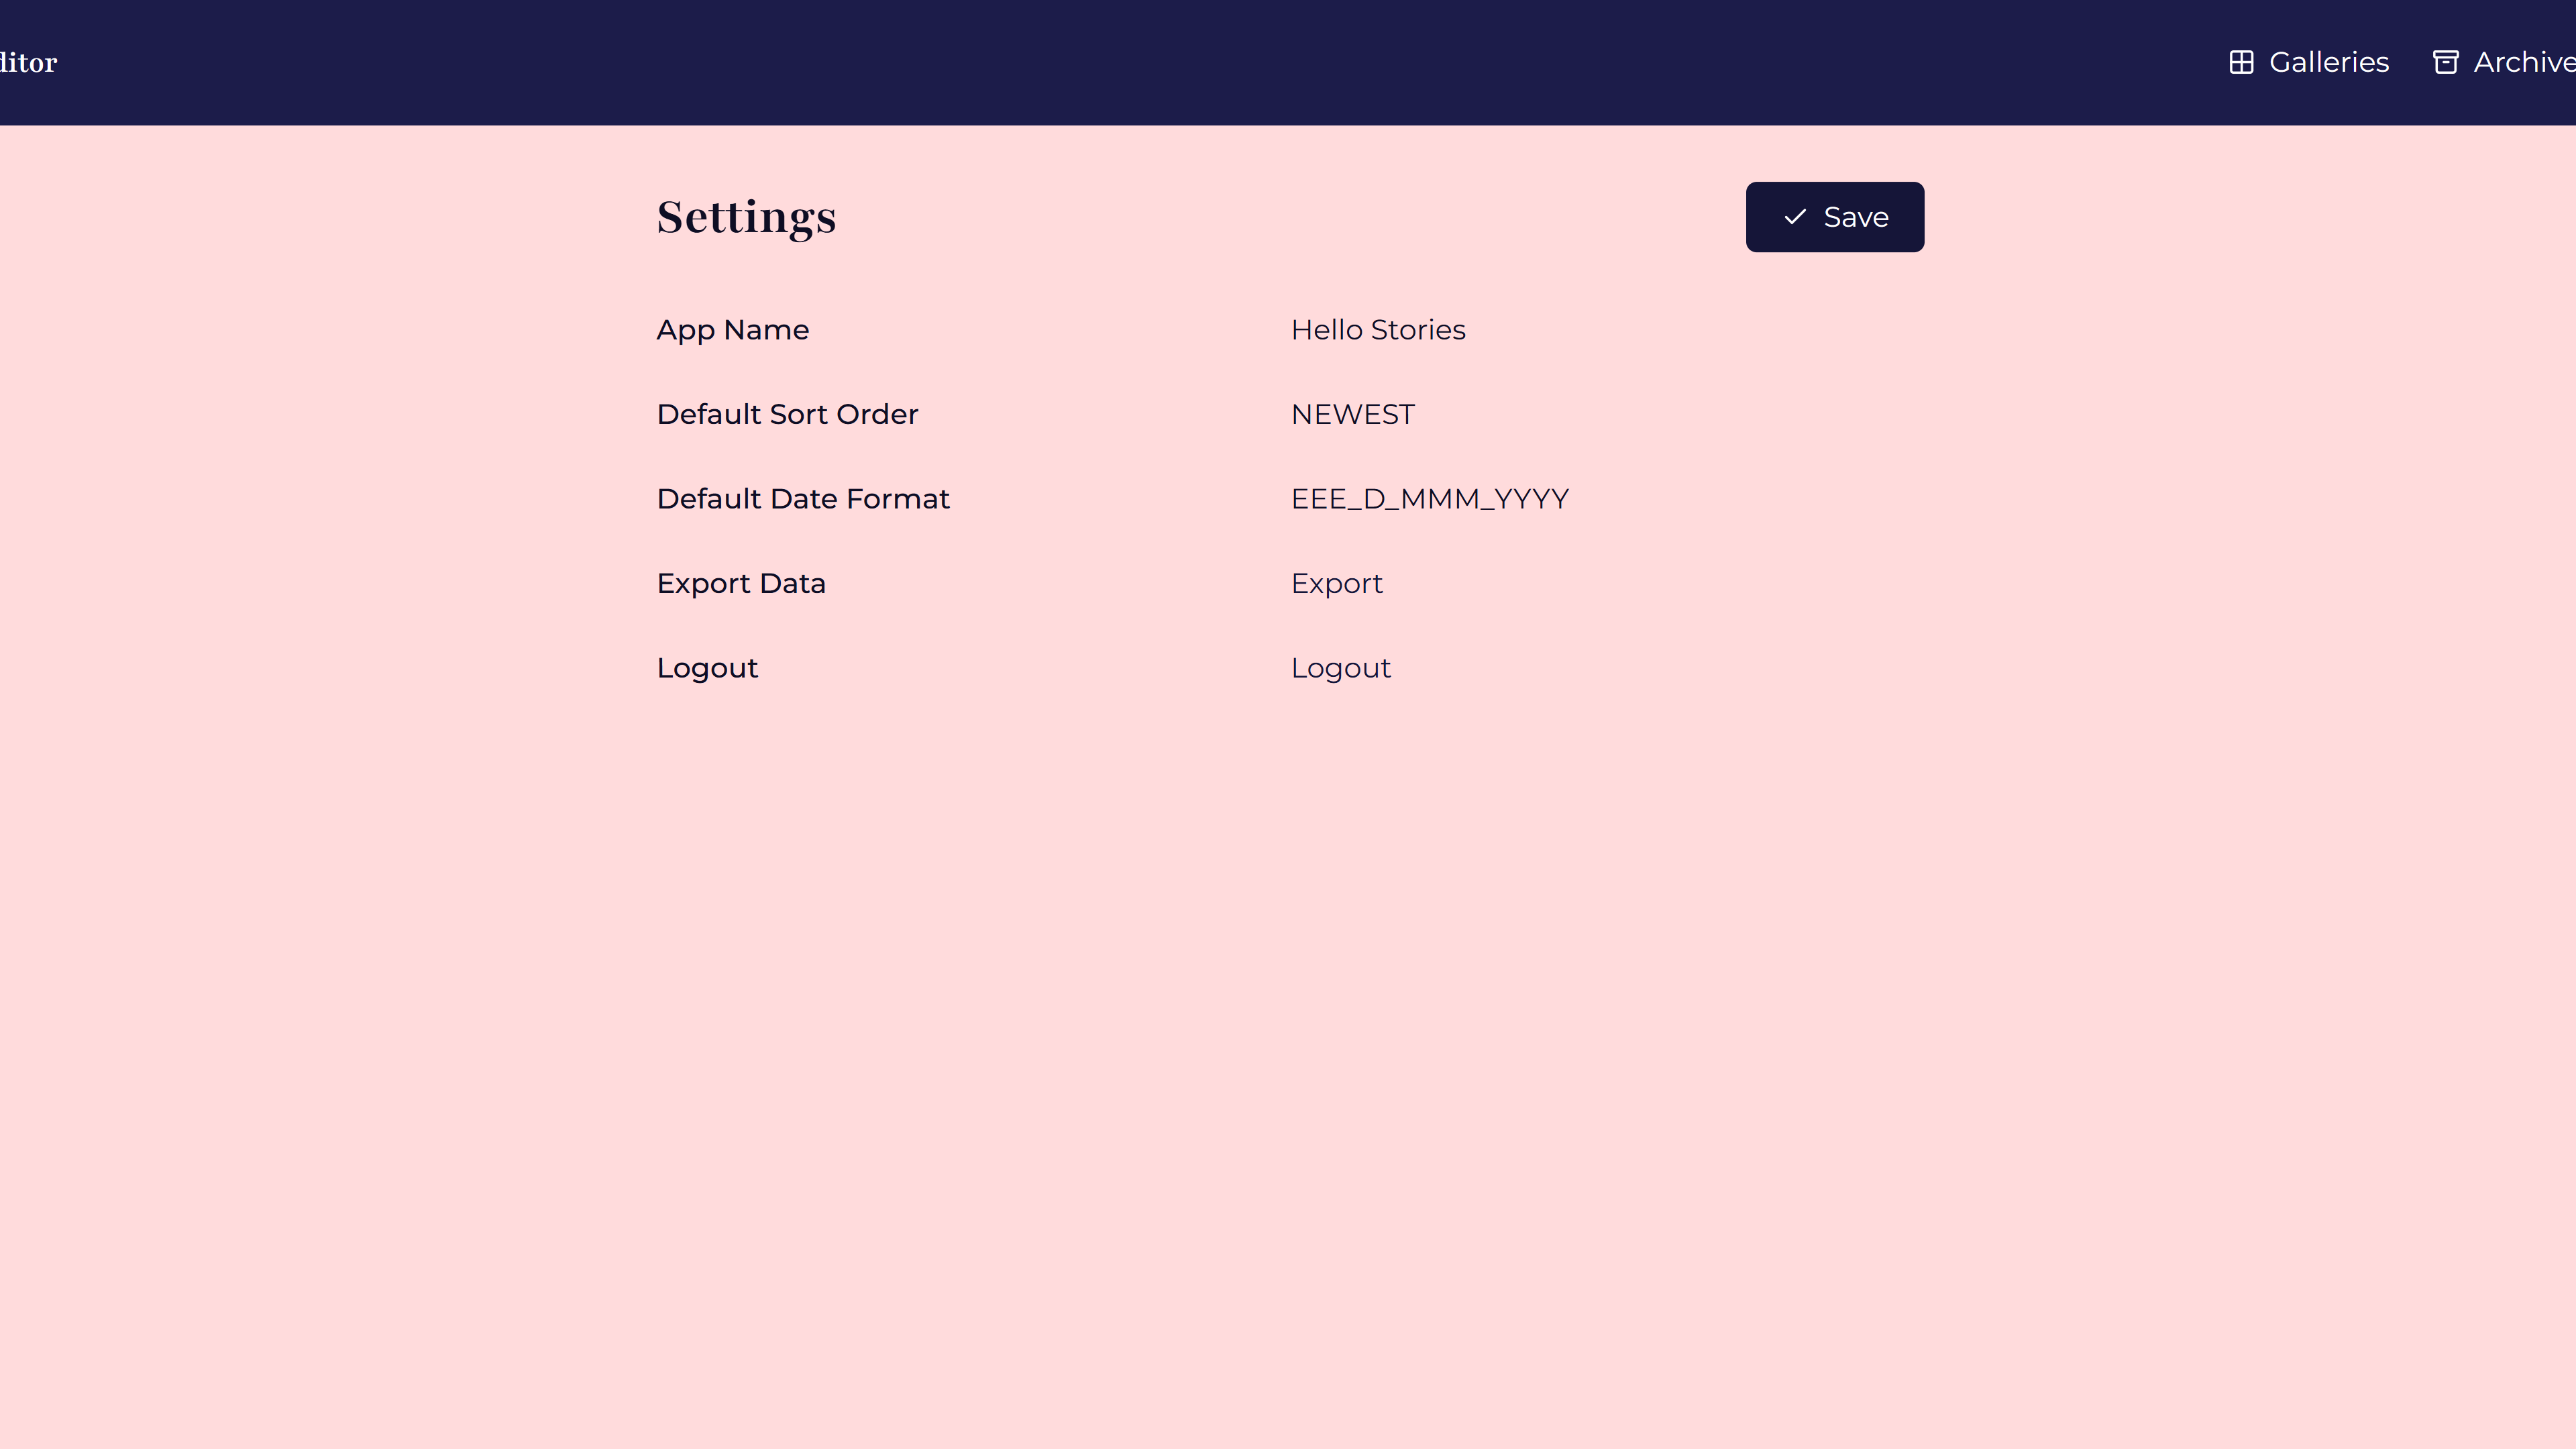 ditor
Galleries
Archive
Settings
Save
App Name
Hello Stories
Default Sort Order
NEWEST
Default Date Format
EEE_D_MMM_YYYY
Export Data
Export
Logout
Logout